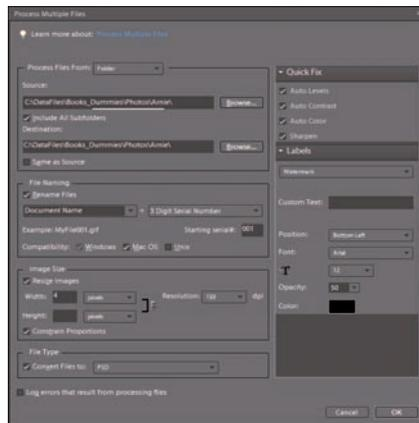 Process Multiple Files
Learn more about: Process Multiple Files
Process Files From: Folder
Source:
C:\DataFiles\Books_Dummies\Photos\Arnie\ Browse...
Include All Subfolders
Destination:
C:\DataFiles\Books_Dummies\Photos\Arnie\ Browse...
Same as Source
File Naming
Rename Files
Document Name + 3 Digit Serial Number
Example: MyFile001.gif Starting serial#: 001
Compatibility: Windows Mac OS Unix
Image Size
Resize Images
Width: 4 pixels Resolution: dpi
Height: pixels
Constrain Proportions
File Type
Convert Files to: PSD
Log errors that result from processing files
Quick Fix
Auto Levels
Auto Contrast
Auto Color
Sharpen
Labels
Watermark
Custom Text:
Position: Bottom Left
Font: Arial
T 12
Opacity: 50
Color:
Cancel OK